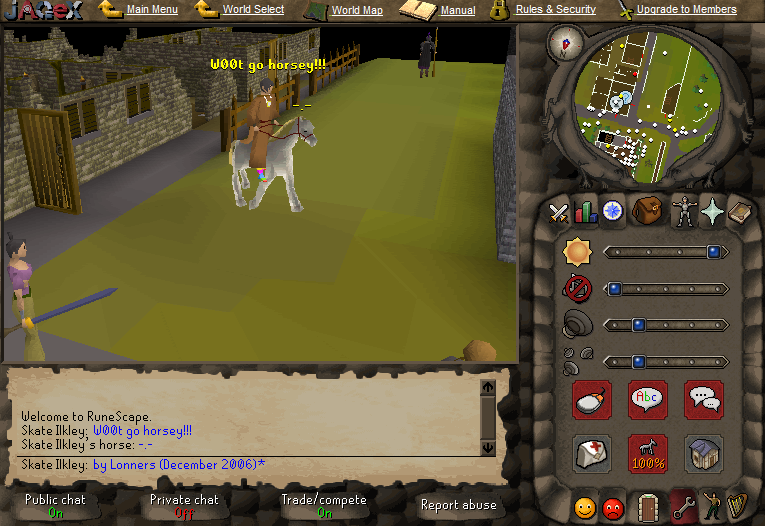 JAGEX
Main Menu
World Select
World Map
Manual
Rules & Security
Upgrade to Members
W00t go horsey!!!
-.-
N
Abc
100%
Welcome to RuneScape.
Skate Ilkley: W00t go horsey!!!
Skate Ilkley's horse: -.-
Skate Ilkley: by Lonners (December 2006)*
Public chat
On
Private chat
Off
Trade/compete
On
Report abuse